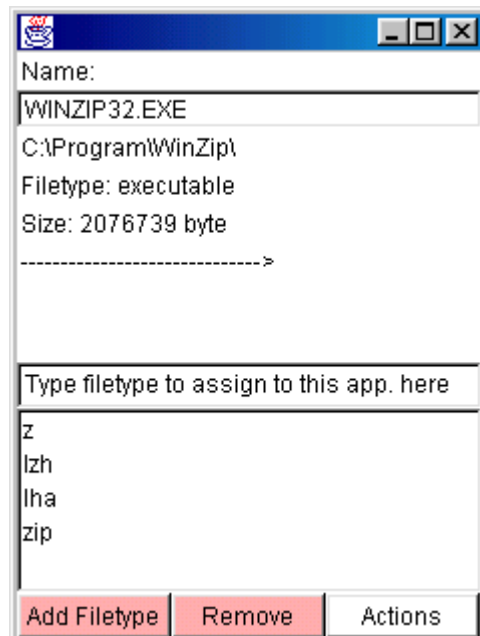 Name:
WINZIP32.EXE
C:\Program\WinZip\
Filetype: executable
Size: 2076739 byte
------------------------------>
Type filetype to assign to this app. here
z
lzh
lha
zip
Add Filetype Remove Actions